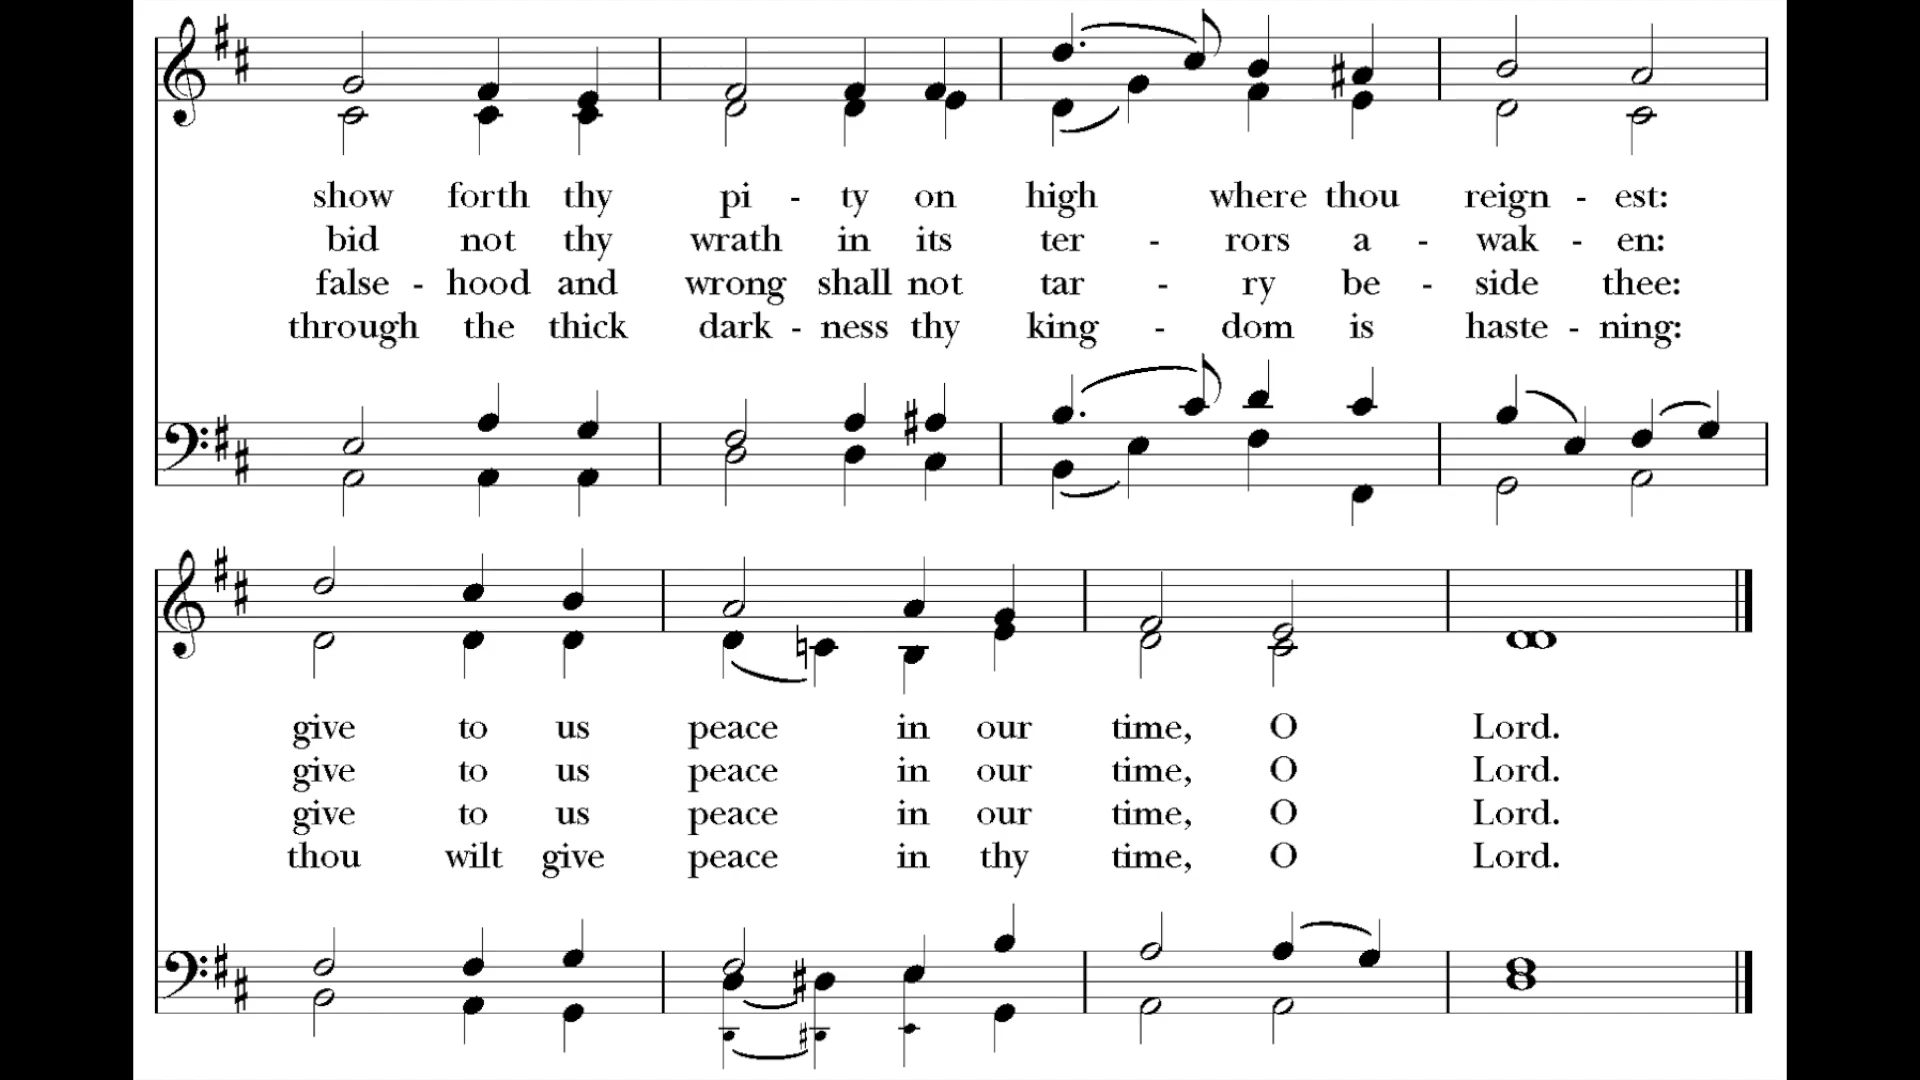 show forth thy pi - ty on high where thou reign - est:
bid not thy wrath in its ter - rors a - wak - en:
false - hood and wrong shall not tar - ry be - side thee:
through the thick dark - ness thy king - dom is haste - ning:
give to us peace in our time, O Lord.
give to us peace in our time, O Lord.
give to us peace in our time, O Lord.
thou wilt give peace in thy time, O Lord.